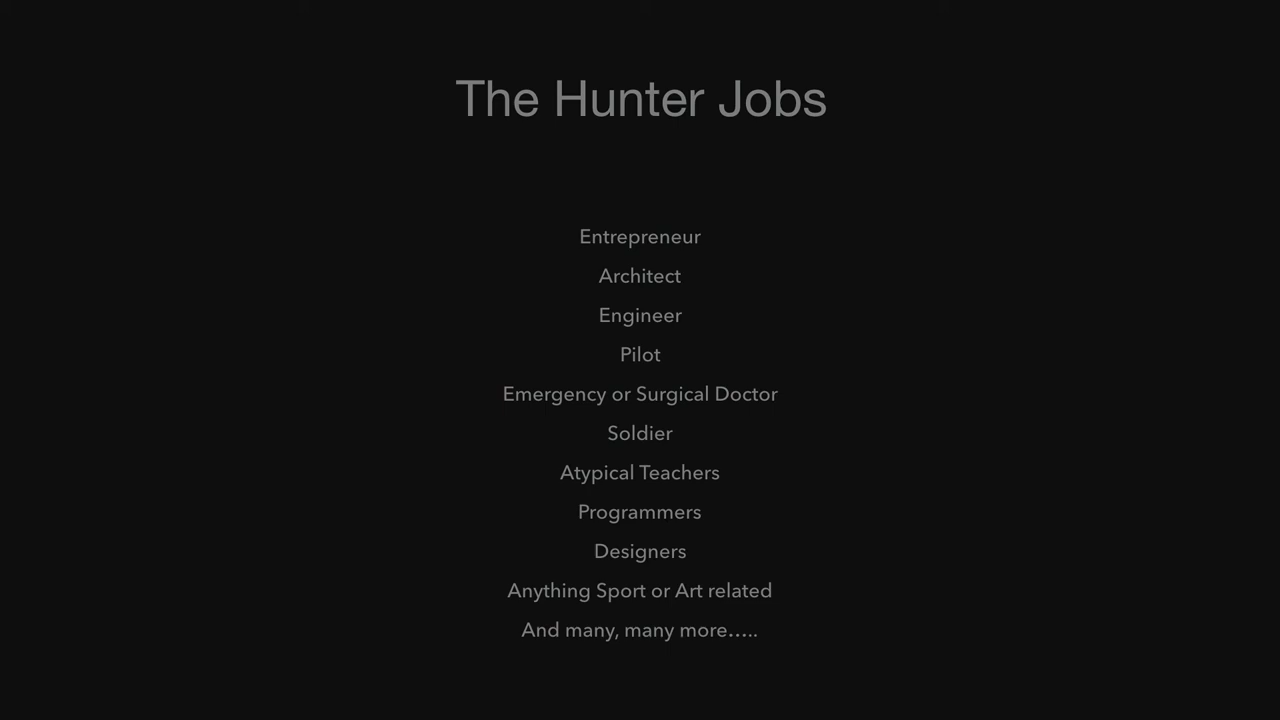 The Hunter Jobs
Entrepreneur
Architect
Engineer
Pilot
Emergency or Surgical Doctor
Soldier
Atypical Teachers
Programmers
Designers
Anything Sport or Art related
And many, many more…..